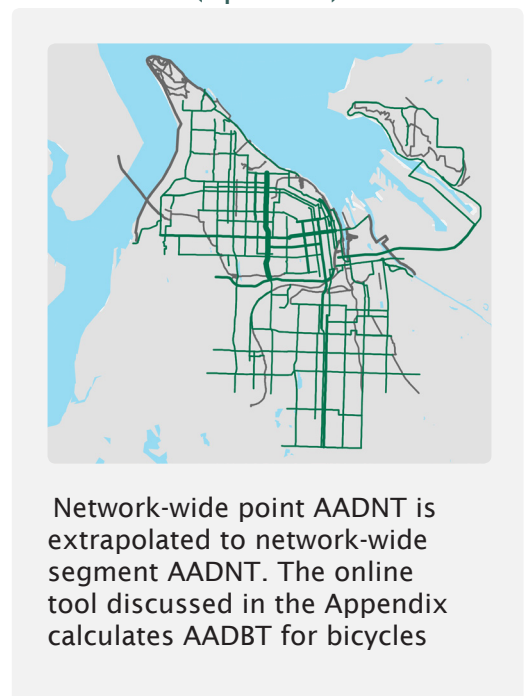 Network-wide point AADNT is
extrapolated to network-wide
segment AADNT. The online
tool discussed in the Appendix
calculates AADBT for bicycles